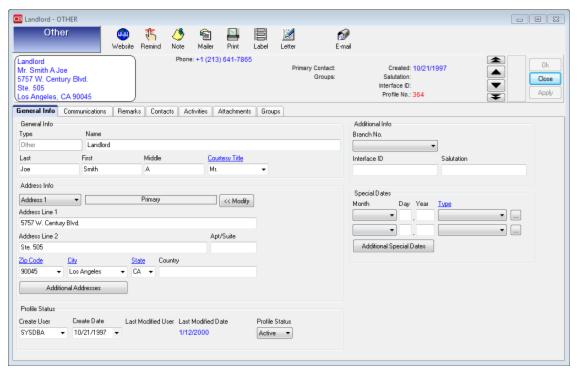 CB Landlord - OTHER
Other
Website Remind Note Mailer Print Label Letter E-mail
Landlord
Mr. Smith A Joe
5757 W. Century Blvd.
Ste. 505
Los Angeles, CA 90045
Phone: +1 (213) 641-7865
Primary Contact:
Groups:
Created: 10/21/1997
Salutation:
Interface ID:
Profile No.: 364
Ok
Close
Apply
General Info Communications Remarks Contacts Activities Attachments Groups
General Info
Type Name
Other Landlord
Last First Middle Courtesy Title
Joe Smith A Mr.
Address Info
Address 1 Primary << Modify
Address Line 1
5757 W. Century Blvd.
Address Line 2 Apt/Suite
Ste. 505
Zip Code City State Country
90045 Los Angeles CA
Additional Addresses
Profile Status
Create User Create Date Last Modified User Last Modified Date Profile Status
SYSDBA 10/21/1997 1/12/2000 Active
Additional Info
Branch No.
Interface ID Salutation
Special Dates
Month Day Year Type
, ...
, ...
Additional Special Dates